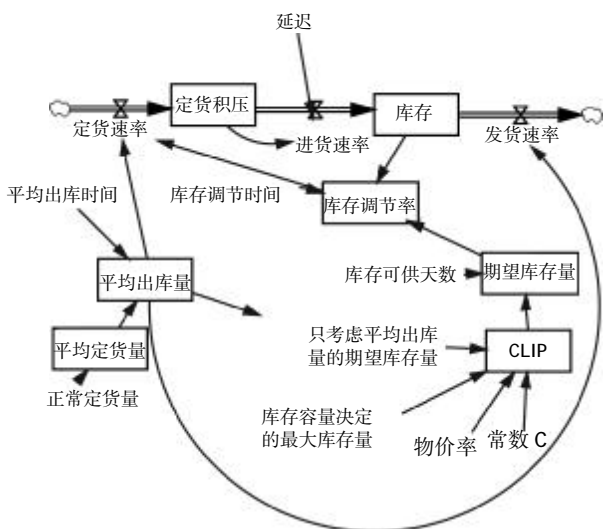 延迟
定货积压
库存
定货速率
进货速率
发货速率
平均出库时间
库存调节时间
库存调节率
平均出库量
库存可供天数
期望库存量
平均定货量
只考虑平均出库
量的期望库存量
CLIP
正常定货量
库存容量决定
的最大库存量
物价率
常数 C